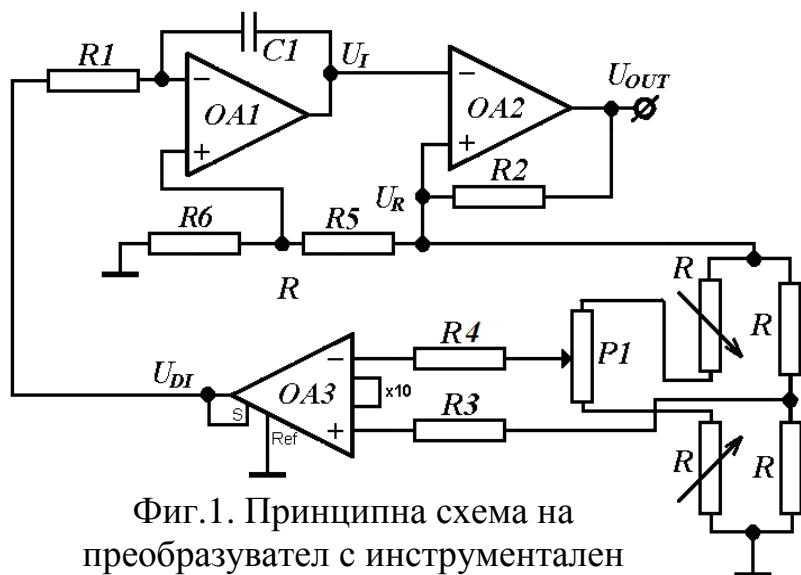 R1
C1
U_I
U_OUT
OA1
OA2
R2
U_R
R6
R5
R
R
R
R4
P1
U_DI
OA3
x10
R3
S
Ref
R
R
Фиг.1. Принципна схема на
преобразувател с инструментален